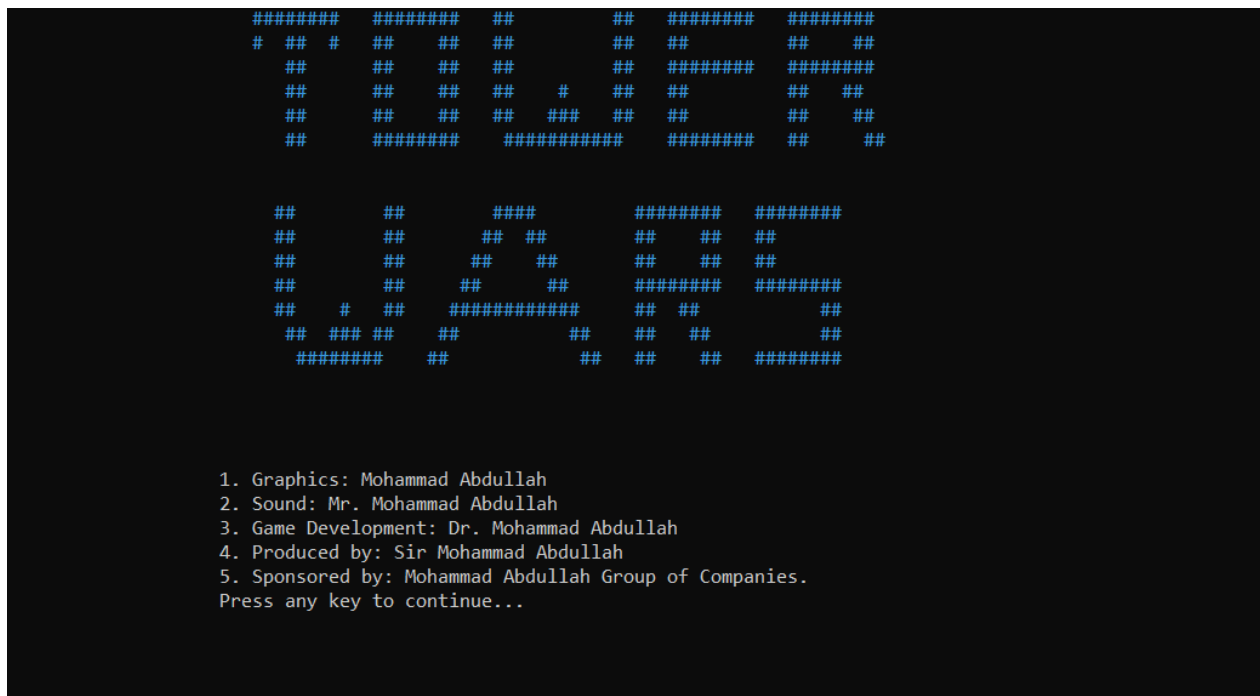 TOWER
WARS
1. Graphics: Mohammad Abdullah
2. Sound: Mr. Mohammad Abdullah
3. Game Development: Dr. Mohammad Abdullah
4. Produced by: Sir Mohammad Abdullah
5. Sponsored by: Mohammad Abdullah Group of Companies.
Press any key to continue...